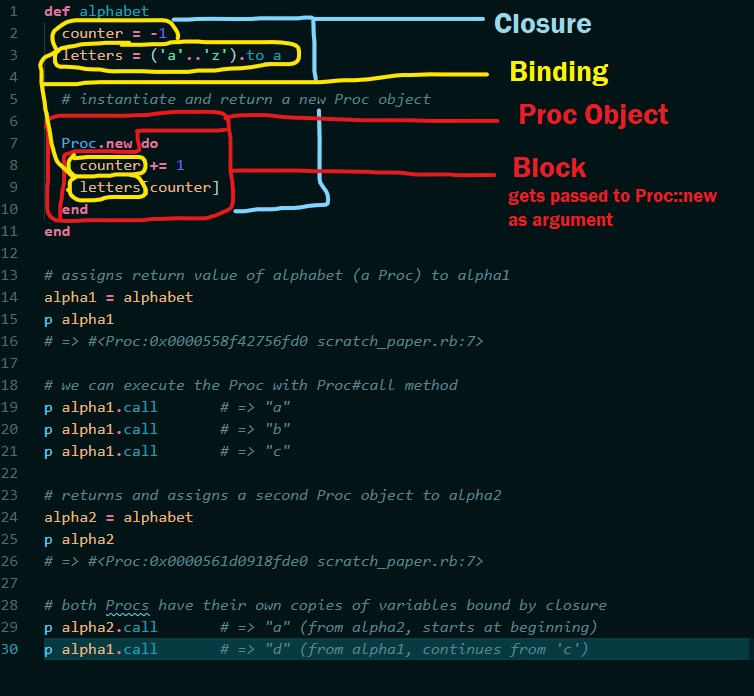 1 def alphabet
Closure
2 counter = -1
3 letters = ('a'..'z').to a
4
Binding
5 # instantiate and return a new Proc object
6
Proc Object
7 Proc.new do
8 counter += 1
Block
9 letters counter]
gets passed to Proc::new
10 end
as argument
11 end
12
13 # assigns return value of alphabet (a Proc) to alpha1
14 alpha1 = alphabet
15 p alpha1
16 # => #<Proc:0x0000558f42756fd0 scratch_paper.rb:7>
17
18 # we can execute the Proc with Proc#call method
19 p alpha1.call # => "a"
20 p alpha1.call # => "b"
21 p alpha1.call # => "c"
22
23 # returns and assigns a second Proc object to alpha2
24 alpha2 = alphabet
25 p alpha2
26 # => #<Proc:0x0000561d0918fde0 scratch_paper.rb:7>
27
28 # both Procs have their own copies of variables bound by closure
29 p alpha2.call # => "a" (from alpha2, starts at beginning)
30 p alpha1.call # => "d" (from alpha1, continues from 'c')